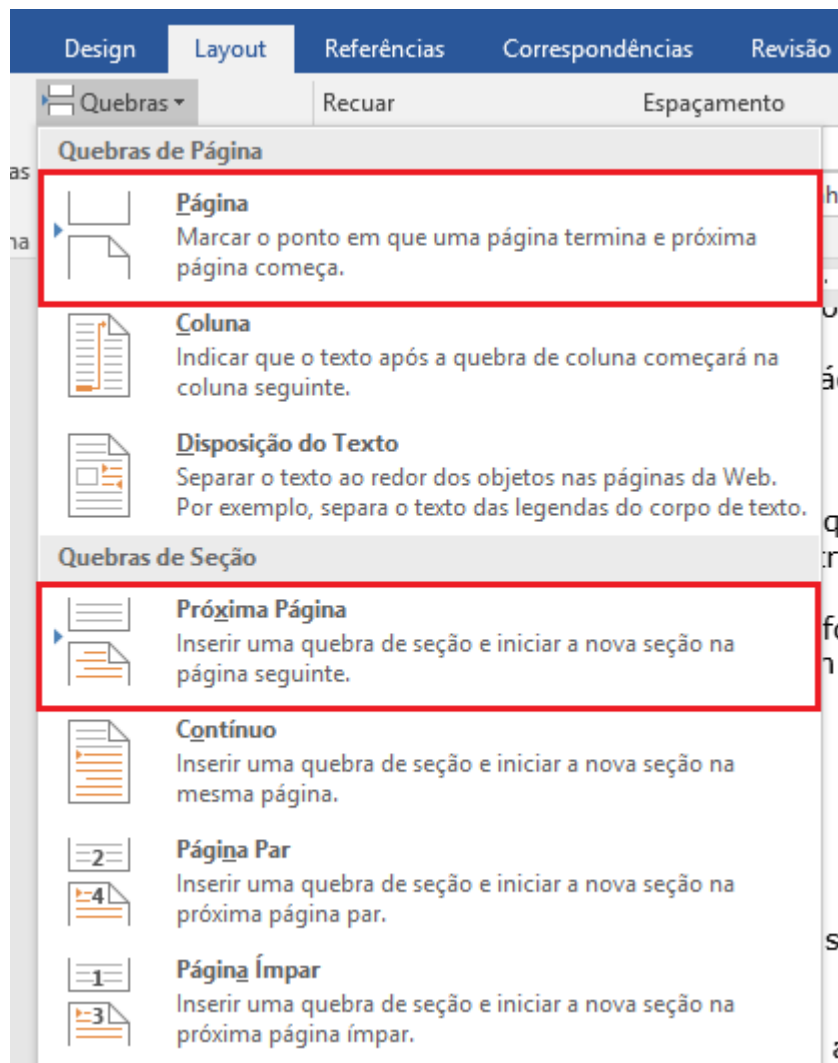 Design Layout Referências Correspondências Revisão
Quebras Recuar Espaçamento
Quebras de Página
Página
Marcar o ponto em que uma página termina e próxima
página começa.
Coluna
Indicar que o texto após a quebra de coluna começará na
coluna seguinte.
Disposição do Texto
Separar o texto ao redor dos objetos nas páginas da Web.
Por exemplo, separa o texto das legendas do corpo de texto.
Quebras de Seção
Próxima Página
Inserir uma quebra de seção e iniciar a nova seção na
página seguinte.
Contínuo
Inserir uma quebra de seção e iniciar a nova seção na
mesma página.
2
4
Página Par
Inserir uma quebra de seção e iniciar a nova seção na
próxima página par.
1
3
Página Ímpar
Inserir uma quebra de seção e iniciar a nova seção na
próxima página ímpar.